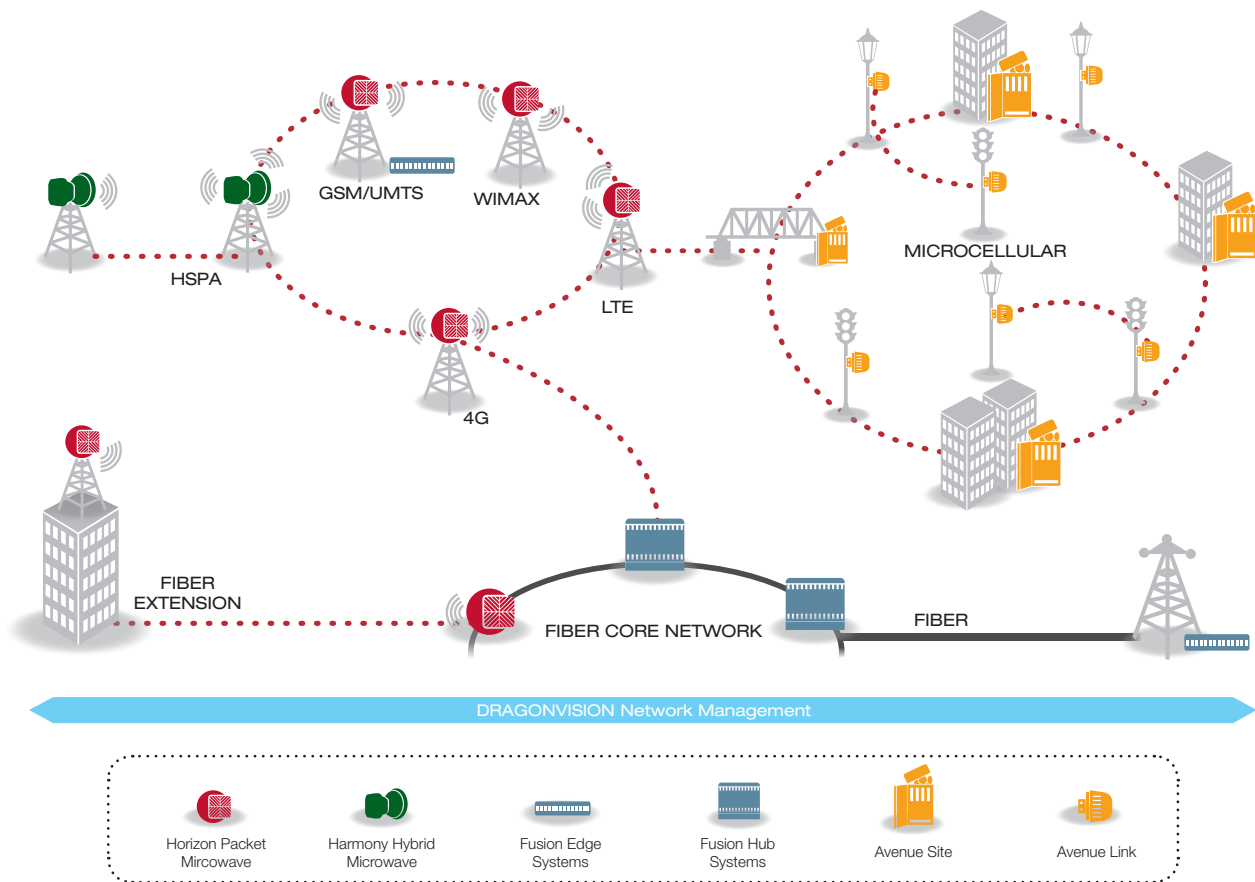 GSM/UMTS
WIMAX
HSPA
LTE
MICROCELLULAR
4G
FIBER
EXTENSION
FIBER CORE NETWORK
FIBER
DRAGONVISION Network Management
Horizon Packet
Mircowave
Harmony Hybrid
Microwave
Fusion Edge
Systems
Fusion Hub
Systems
Avenue Site
Avenue Link